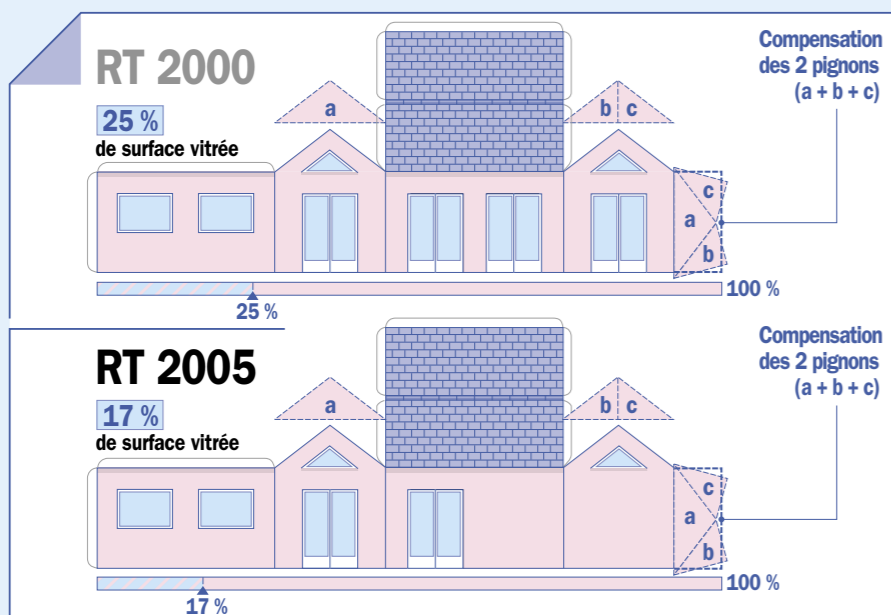 RT 2000
25 %
de surface vitrée
Compensation
des 2 pignons
(a + b + c)
a
b c
c
a
b
25 %
100 %
RT 2005
17 %
de surface vitrée
Compensation
des 2 pignons
(a + b + c)
a
b c
c
a
b
17 %
100 %